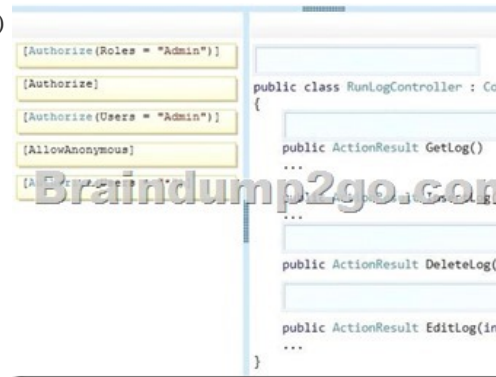 )
[Authorize(Roles = "Admin")]
[Authorize]
[Authorize(Users = "Admin")]
[AllowAnonymous]
public class RunLogController : Co
{
public ActionResult GetLog()
...
Braindump2go.com
...
public ActionResult DeleteLog(
public ActionResult EditLog(in
...
}